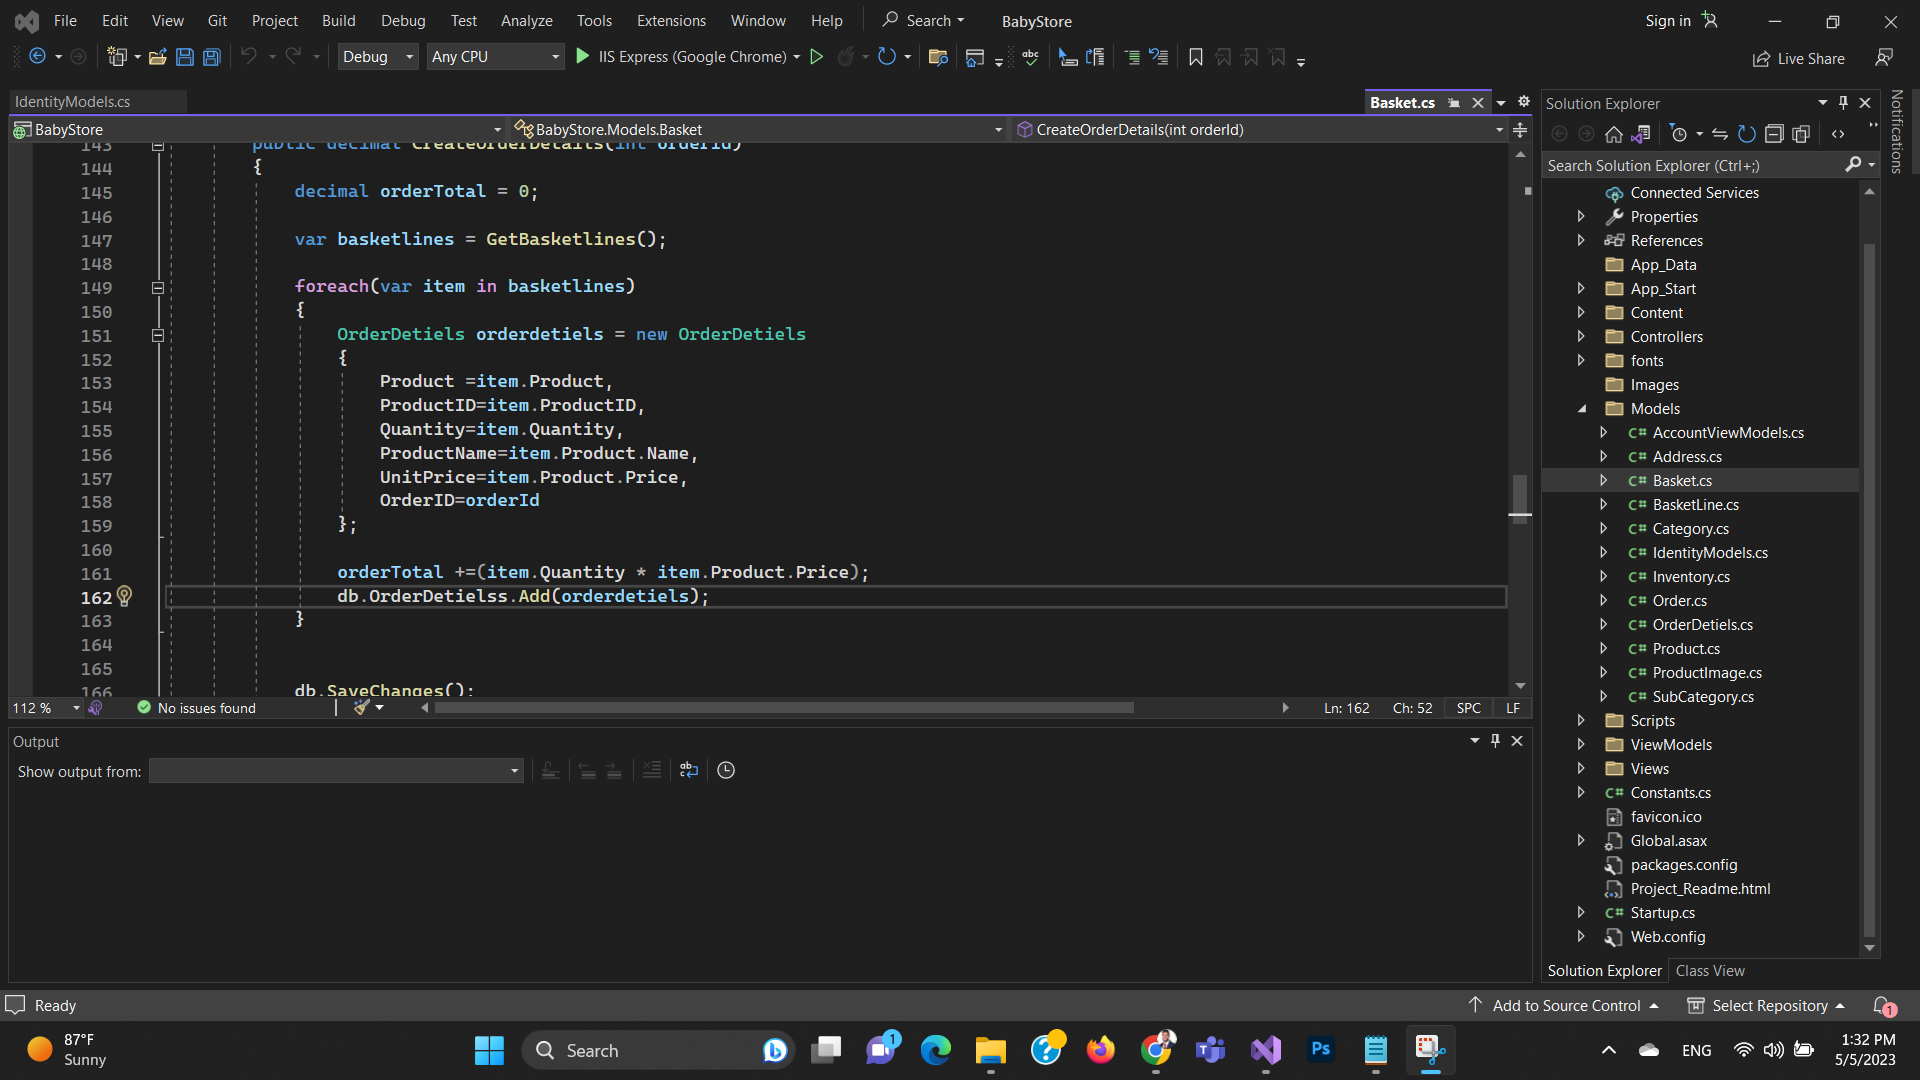 File Edit View Git Project Build Debug Test Analyze Tools Extensions Window Help Search BabyStore Sign in
Debug Any CPU IIS Express (Google Chrome) Live Share
IdentityModels.cs Basket.cs
BabyStore BabyStore.Models.Basket CreateOrderDetails(int orderId)
143 public decimal CreateOrderDetails(int orderId)
144 {
145 decimal orderTotal = 0;
146
147 var basketlines = GetBasketlines();
148
149 foreach(var item in basketlines)
150 {
151 OrderDetiels orderdetiels = new OrderDetiels
152 {
153 Product =item.Product,
154 ProductID=item.ProductID,
155 Quantity=item.Quantity,
156 ProductName=item.Product.Name,
157 UnitPrice=item.Product.Price,
158 OrderID=orderId
159 };
160
161 orderTotal +=(item.Quantity * item.Product.Price);
162 db.OrderDetielss.Add(orderdetiels);
163 }
164
165
166 db.SaveChanges();
112 % No issues found Ln: 162 Ch: 52 SPC LF
Output
Show output from:
Solution Explorer
Search Solution Explorer (Ctrl+;)
Connected Services
Properties
References
App_Data
App_Start
Content
Controllers
fonts
Images
Models
C# AccountViewModels.cs
C# Address.cs
C# Basket.cs
C# BasketLine.cs
C# Category.cs
C# IdentityModels.cs
C# Inventory.cs
C# Order.cs
C# OrderDetiels.cs
C# Product.cs
C# ProductImage.cs
C# SubCategory.cs
Scripts
ViewModels
Views
C# Constants.cs
favicon.ico
Global.asax
packages.config
Project_Readme.html
C# Startup.cs
Web.config
Solution Explorer Class View
Notifications
Ready Add to Source Control Select Repository 1
87°F
Sunny
Search
1
Ps
ENG
1:32 PM
5/5/2023